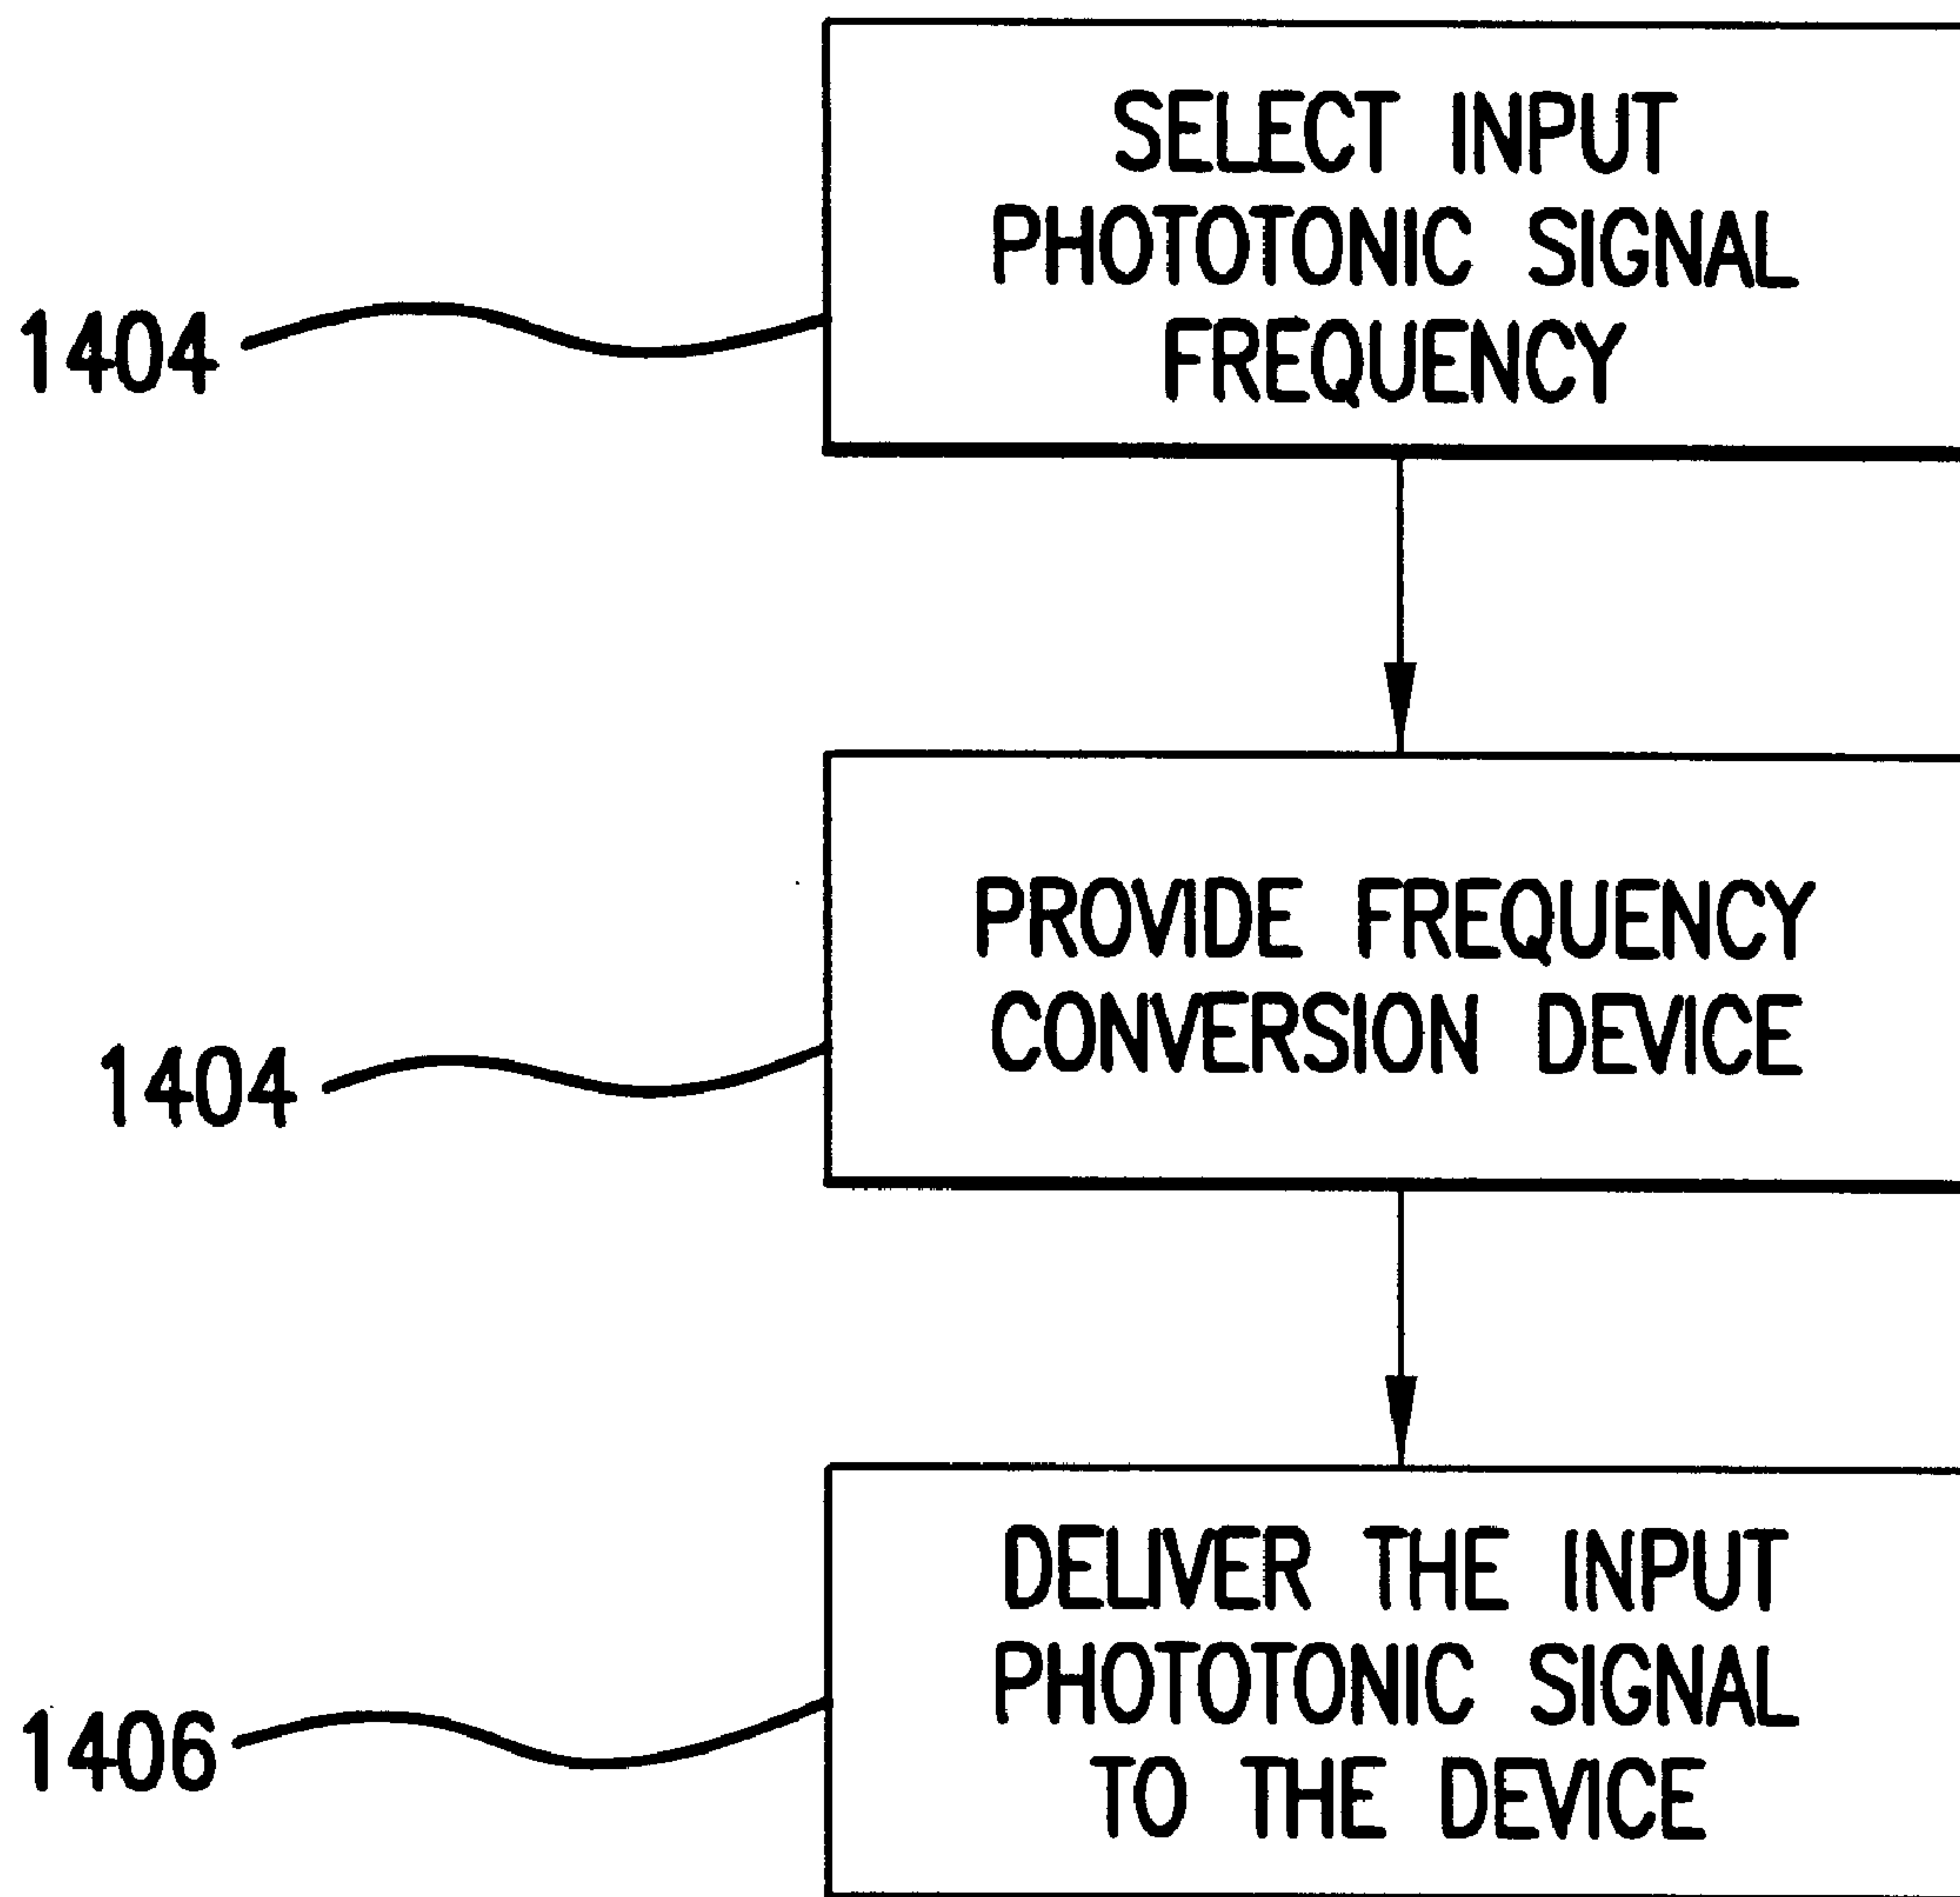 SELECT INPUT
PHOTOTONIC SIGNAL
FREQUENCY
1404
PROVIDE FREQUENCY
CONVERSION DEVICE
1404
DELIVER THE INPUT
PHOTOTONIC SIGNAL
TO THE DEVICE
1406